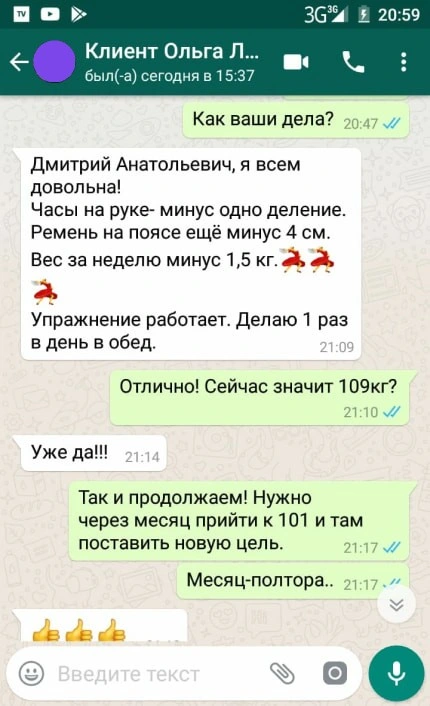 TV
3G 3G 20:59
Клиент Ольга Л...
был(-а) сегодня в 15:37
Как ваши дела? 20:47
Дмитрий Анатольевич, я всем
довольна!
Часы на руке- минус одно деление.
Ремень на поясе ещё минус 4 см.
Вес за неделю минус 1,5 кг.
Упражнение работает. Делаю 1 раз
в день в обед. 21:09
Отлично! Сейчас значит 109кг?
21:10
Уже да!!! 21:14
Так и продолжаем! Нужно
через месяц прийти к 101 и там
поставить новую цель. 21:17
Месяц-полтора.. 21:17
Введите текст